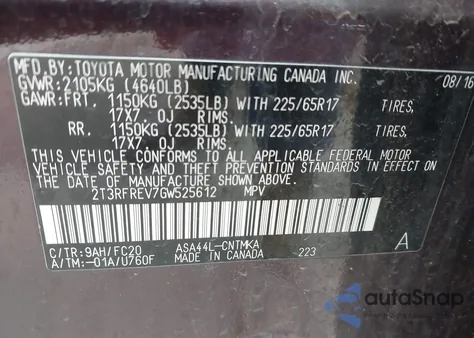 MFD. BY: TOYOTA MOTOR MANUFACTURING CANADA INC. 08/16
GVWR: 2105KG (4640LB)
GAWR: FRT. 1150KG (2535LB) WITH 225/65R17 TIRES,
17X7. 0J RIMS.
RR. 1150KG (2535LB) WITH 225/65R17 TIRES,
17X7. 0J RIMS.
THIS VEHICLE CONFORMS TO ALL APPLICABLE FEDERAL MOTOR
VEHICLE SAFETY AND THEFT PREVENTION STANDARDS IN EFFECT ON
THE DATE OF MANUFACTURE SHOWN ABOVE.
2T3RFREV7GW525612 MPV
C/TR: 9AH/FC20 ASA44L-CNTMKA A
A/TM: -01A/U760F MADE IN CANADA 223
autoSnap